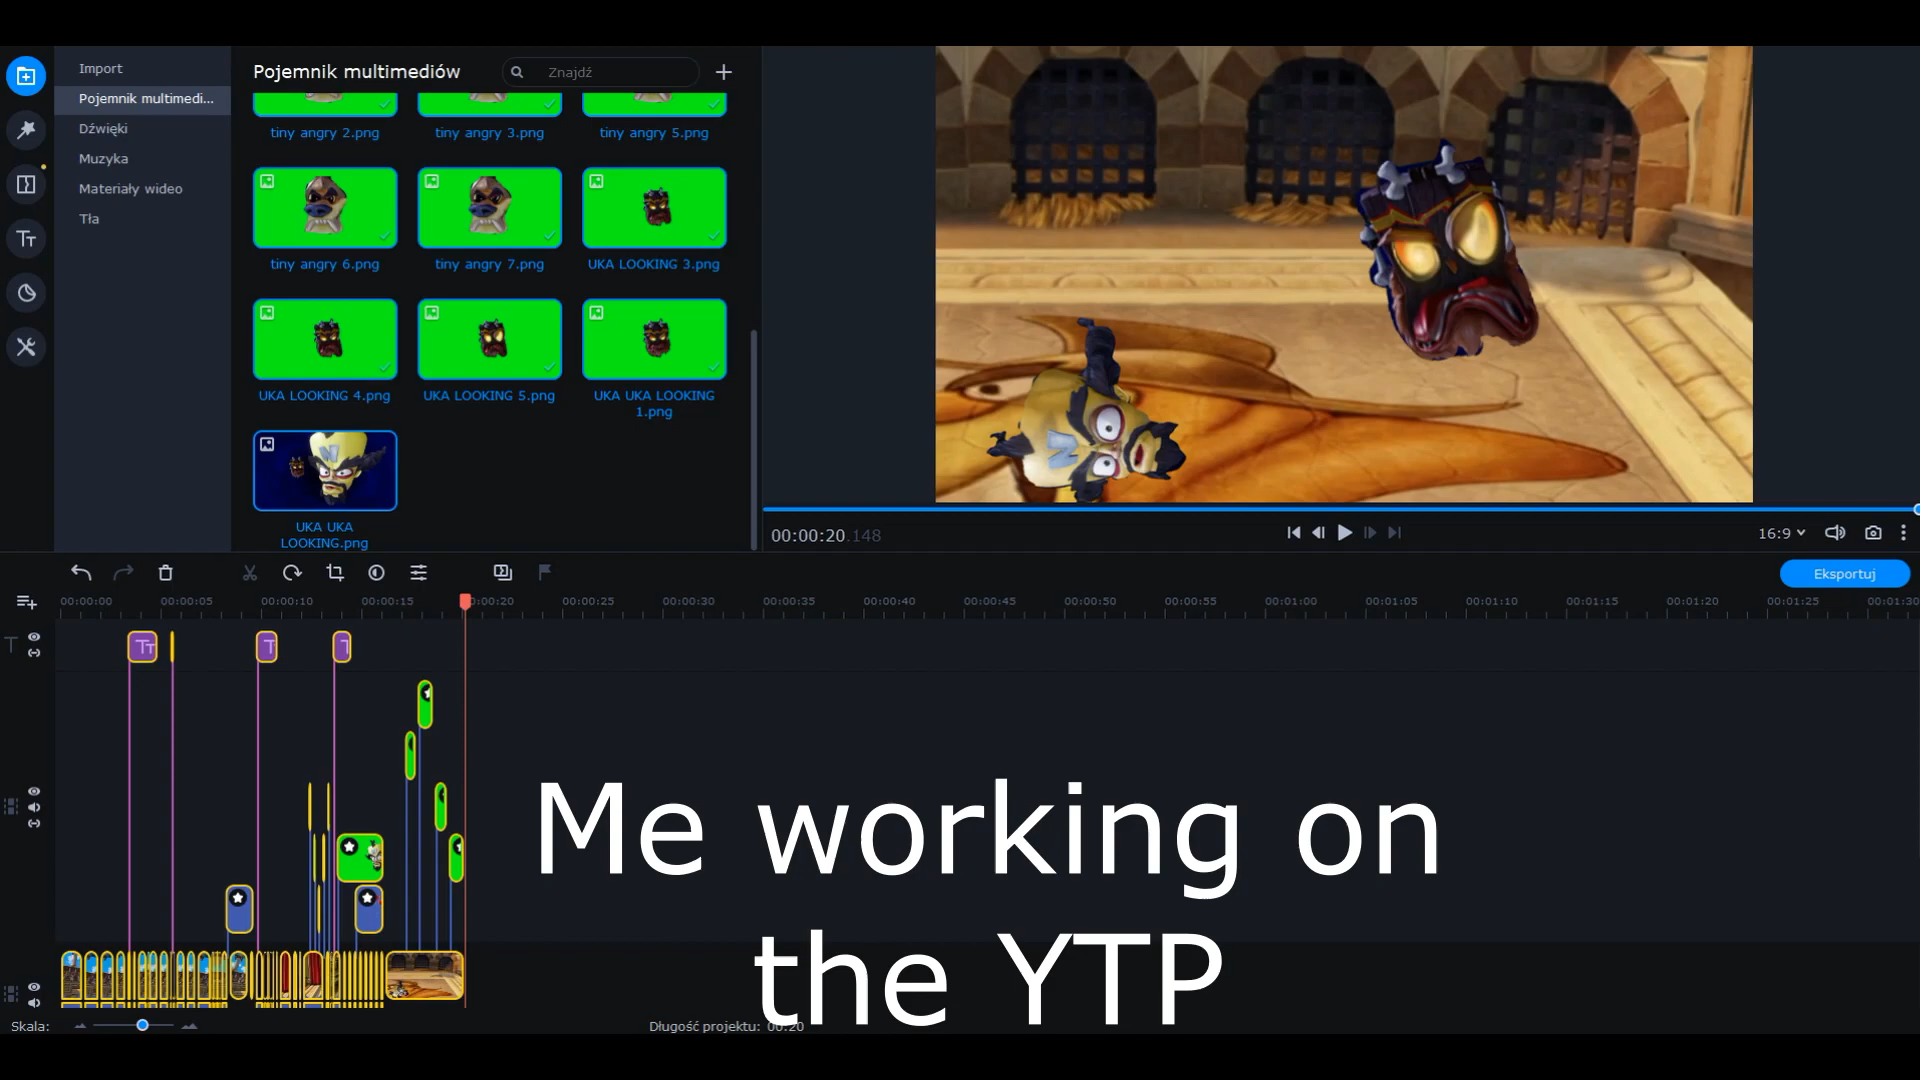 Import
Pojemnik multimedi...
Dźwięki
Muzyka
Materiały wideo
Tła
Pojemnik multimediów
Znajdź
tiny angry 2.png
tiny angry 3.png
tiny angry 5.png
tiny angry 6.png
tiny angry 7.png
UKA LOOKING 3.png
UKA LOOKING 4.png
UKA LOOKING 5.png
UKA UKA LOOKING
1.png
UKA UKA
LOOKING.png
N
N
00:00:20.148
16:9
Eksportuj
00:00:00 00:00:05 00:00:10 00:00:15 00:00:20 00:00:25 00:00:30 00:00:35 00:00:40 00:00:45 00:00:50 00:00:55 00:01:00 00:01:05 00:01:10 00:01:15 00:01:20 00:01:25 00:01:30
Me working on
the YTP
Skala:
Długość projektu: 00:20